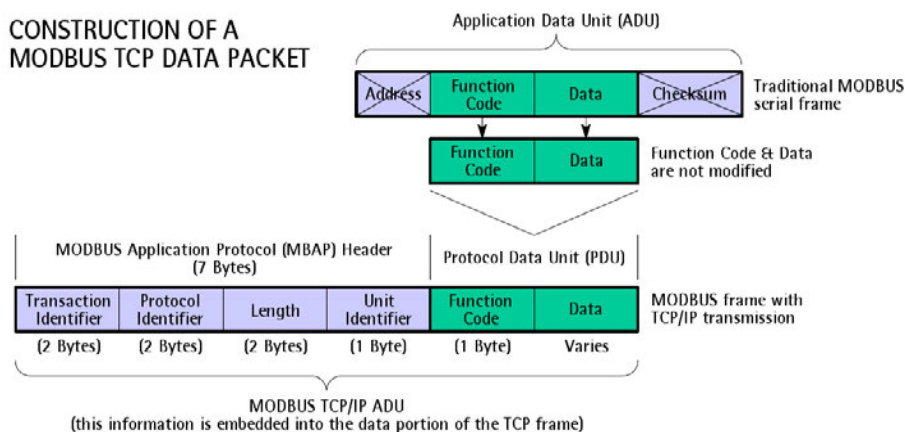 CONSTRUCTION OF A
MODBUS TCP DATA PACKET
Application Data Unit (ADU)
Address
Function
Code
Data
Checksum
Traditional MODBUS
serial frame
Function
Code
Data
Function Code & Data
are not modified
MODBUS Application Protocol (MBAP) Header
(7 Bytes)
Protocol Data Unit (PDU)
Transaction
Identifier
Protocol
Identifier
Length
Unit
Identifier
Function
Code
Data
MODBUS frame with
TCP/IP transmission
(2 Bytes)
(2 Bytes)
(2 Bytes)
(1 Byte)
(1 Byte)
Varies
MODBUS TCP/IP ADU
(this information is embedded into the data portion of the TCP frame)